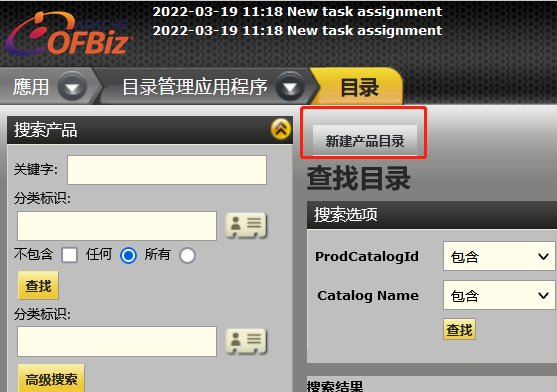 2022-03-19 11:18 New task assignment
2022-03-19 11:18 New task assignment
APACHE
OFBiz
應用
目录管理应用程序
目录
搜索产品
关键字:
分类标识:
不包含 任何 所有
查找
分类标识:
高级搜索
新建产品目录
查找目录
搜索选项
ProdCatalogId 包含
Catalog Name 包含
查找
搜索结果